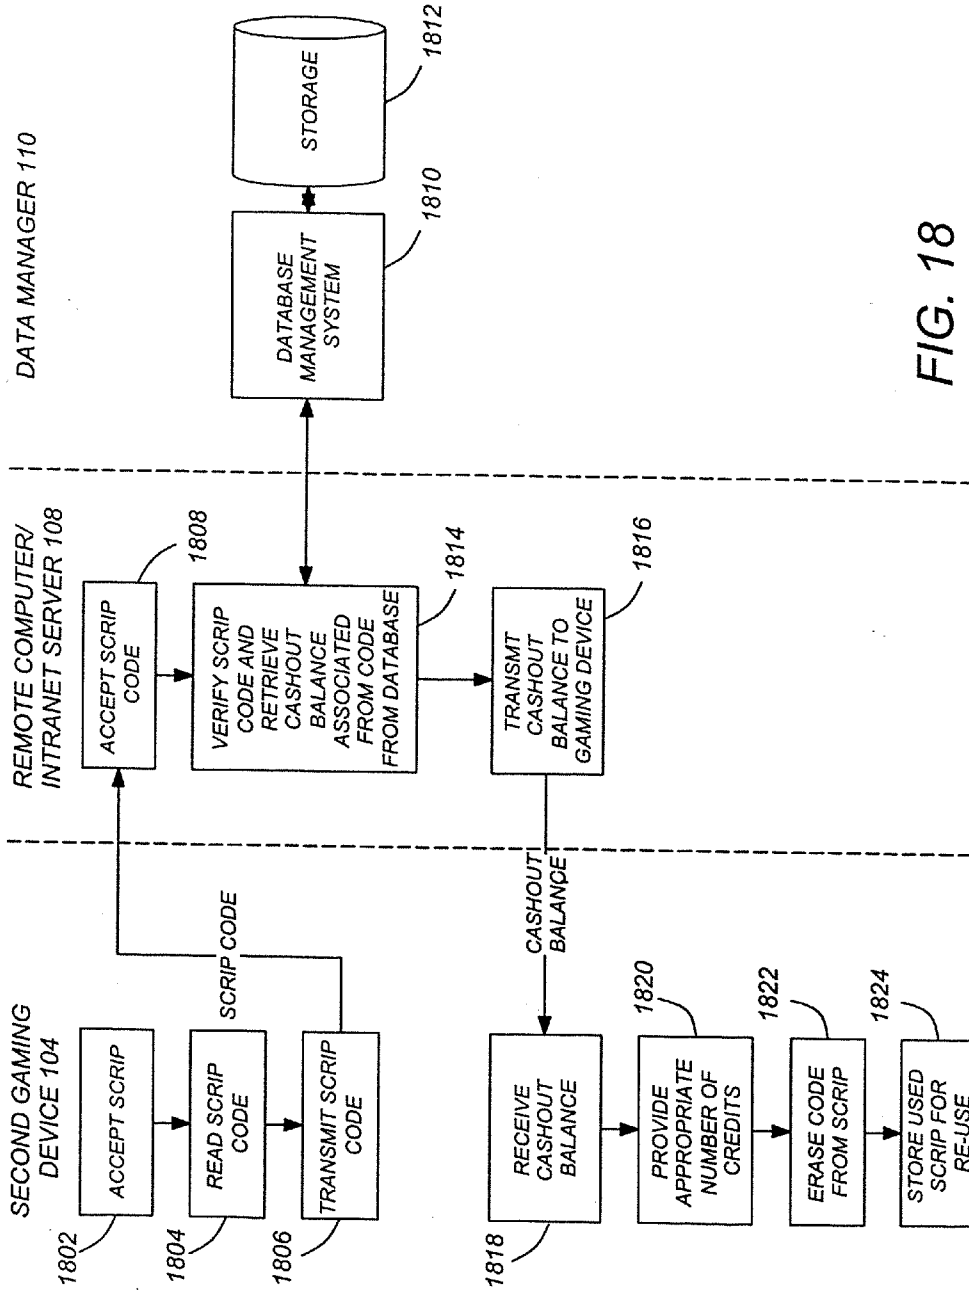 SECOND GAMING
DEVICE 104
REMOTE COMPUTER/
INTRANET SERVER 108
DATA MANAGER 110
ACCEPT SCRIP
1802
READ SCRIP
CODE
1804
TRANSMIT SCRIP
CODE
1806
SCRIP CODE
ACCEPT SCRIP
CODE
1808
VERIFY SCRIP
CODE AND
RETRIEVE
CASHOUT
BALANCE
ASSOCIATED
FROM CODE
FROM DATABASE
1814
DATABASE
MANAGEMENT
SYSTEM
1810
STORAGE
1812
TRANSMT
CASHOUT
BALANCE TO
GAMING DEVICE
1816
CASHOUT
BALANCE
RECEIVE
CASHOUT
BALANCE
1818
PROVIDE
APPROPRIATE
NUMBER OF
CREDITS
1820
ERASE CODE
FROM SCRIP
1822
STORE USED
SCRIP FOR
RE-USE
1824
FIG. 18